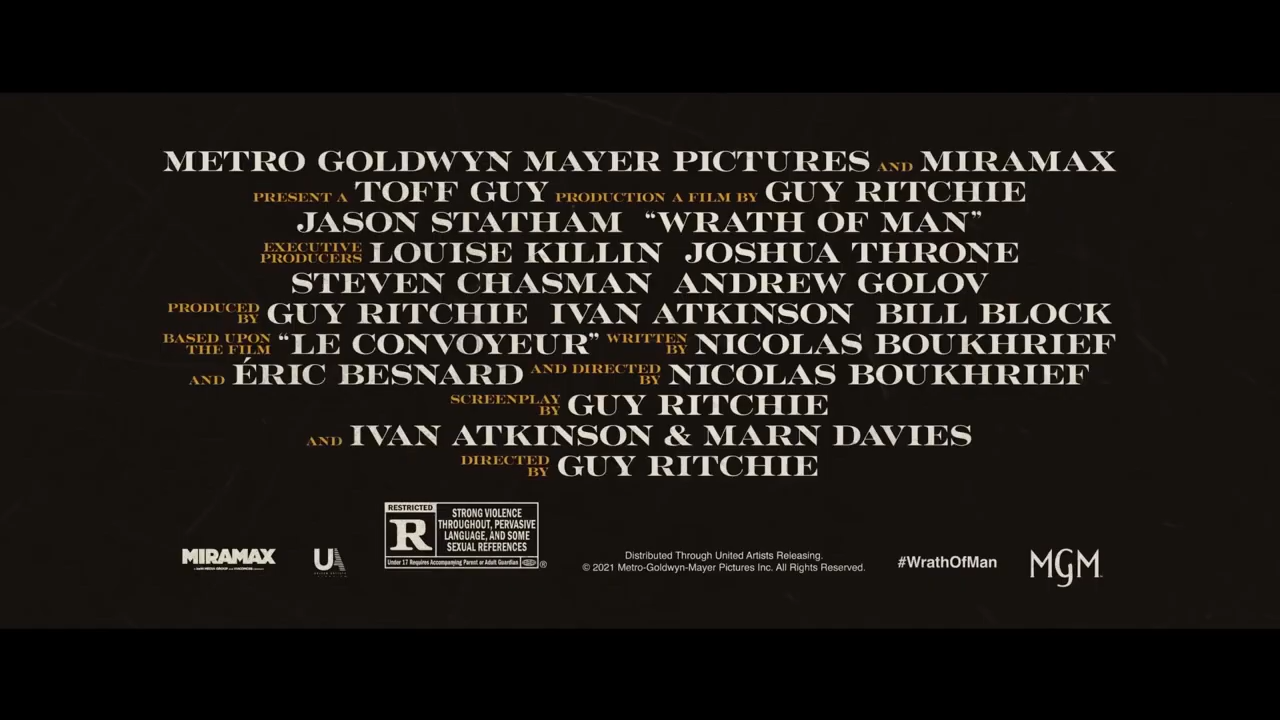 METRO GOLDWYN MAYER PICTURES AND MIRAMAX
PRESENT A TOFF GUY PRODUCTION A FILM BY GUY RITCHIE
JASON STATHAM “WRATH OF MAN”
EXECUTIVE PRODUCERS LOUISE KILLIN JOSHUA THRONE
STEVEN CHASMAN ANDREW GOLOV
PRODUCED BY GUY RITCHIE IVAN ATKINSON BILL BLOCK
BASED UPON THE FILM “LE CONVOYEUR” WRITTEN BY NICOLAS BOUKHRIEF
AND ÉRIC BESNARD AND DIRECTED BY NICOLAS BOUKHRIEF
SCREENPLAY BY GUY RITCHIE
AND IVAN ATKINSON & MARN DAVIES
DIRECTED BY GUY RITCHIE
MIRAMAX
UA
RESTRICTED
R
STRONG VIOLENCE
THROUGHOUT, PERVASIVE
LANGUAGE, AND SOME
SEXUAL REFERENCES
Under 17 Requires Accompanying Parent or Adult Guardian
®
Distributed Through United Artists Releasing.
© 2021 Metro-Goldwyn-Mayer Pictures Inc. All Rights Reserved.
#WrathOfMan
MGM